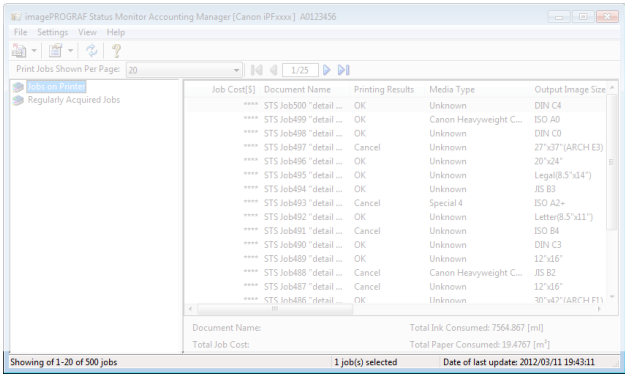 imagePROGRAF Status Monitor Accounting Manager [Canon iPFxxxx] A0123456
File Settings View Help
Print Jobs Shown Per Page: 20 1/25
Jobs on Printer
Regularly Acquired Jobs
Job Cost[$] Document Name Printing Results Media Type Output Image Size
**** STS Job500 "detail ... OK Unknown DIN C4
**** STS Job499 "detail ... OK Canon Heavyweight C... ISO A0
**** STS Job498 "detail ... OK Unknown DIN C0
**** STS Job497 "detail ... Cancel Unknown 27"x37"(ARCH E3)
**** STS Job496 "detail ... OK Unknown 20"x24"
**** STS Job495 "detail ... OK Unknown Legal(8.5"x14")
**** STS Job494 "detail ... OK Unknown JIS B3
**** STS Job493 "detail ... Cancel Special 4 ISO A2+
**** STS Job492 "detail ... OK Unknown Letter(8.5"x11")
**** STS Job491 "detail ... Cancel Unknown ISO B4
**** STS Job490 "detail ... OK Unknown DIN C3
**** STS Job489 "detail ... OK Unknown 12"x16"
**** STS Job488 "detail ... Cancel Canon Heavyweight C... JIS B2
**** STS Job487 "detail ... Cancel Unknown 12"x16"
**** STS Job486 "detail ... OK Unknown 30"x42"(ARCH E1)
Document Name: Total Ink Consumed: 7564.867 [ml]
Total Job Cost: Total Paper Consumed: 19.4767 [m²]
Showing of 1-20 of 500 jobs 1 job(s) selected Date of last update: 2012/03/11 19:43:11